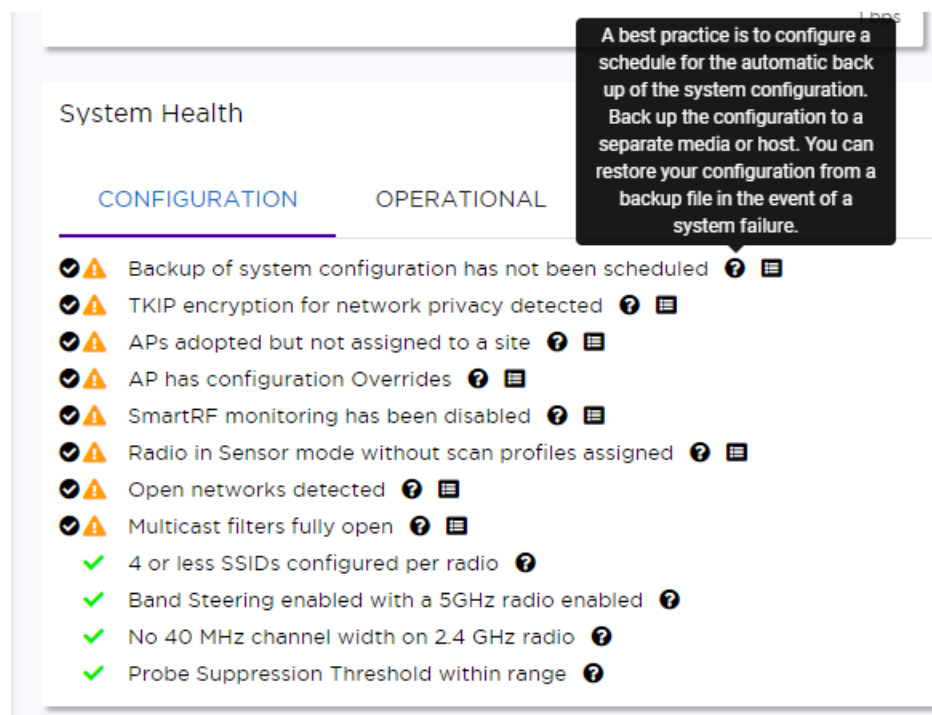 A best practice is to configure a
schedule for the automatic back
up of the system configuration.
Back up the configuration to a
separate media or host. You can
restore your configuration from a
backup file in the event of a
system failure.
System Health
CONFIGURATION
OPERATIONAL
Backup of system configuration has not been scheduled
TKIP encryption for network privacy detected
APs adopted but not assigned to a site
AP has configuration Overrides
SmartRF monitoring has been disabled
Radio in Sensor mode without scan profiles assigned
Open networks detected
Multicast filters fully open
4 or less SSIDs configured per radio
Band Steering enabled with a 5GHz radio enabled
No 40 MHz channel width on 2.4 GHz radio
Probe Suppression Threshold within range